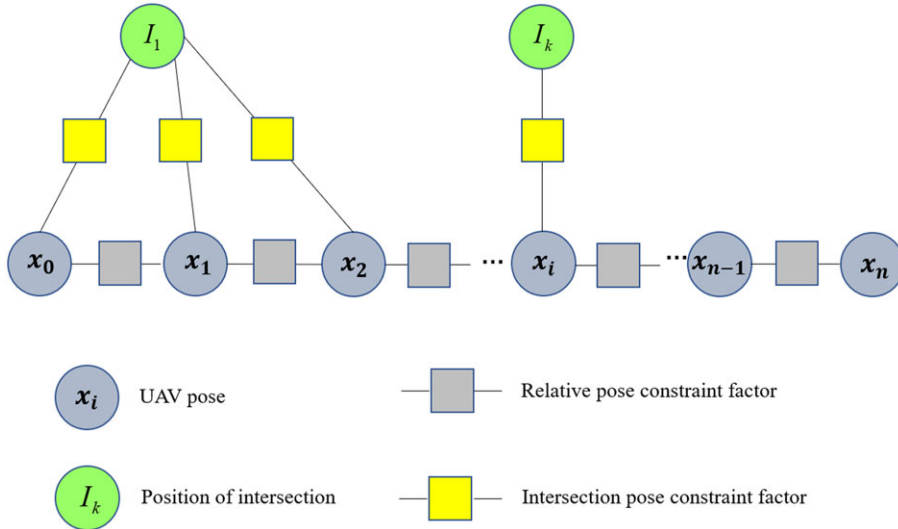 I₁ Iₖ
x₀ x₁ x₂ ... xᵢ ... xₙ₋₁ xₙ
xᵢ UAV pose Relative pose constraint factor
Iₖ Position of intersection Intersection pose constraint factor